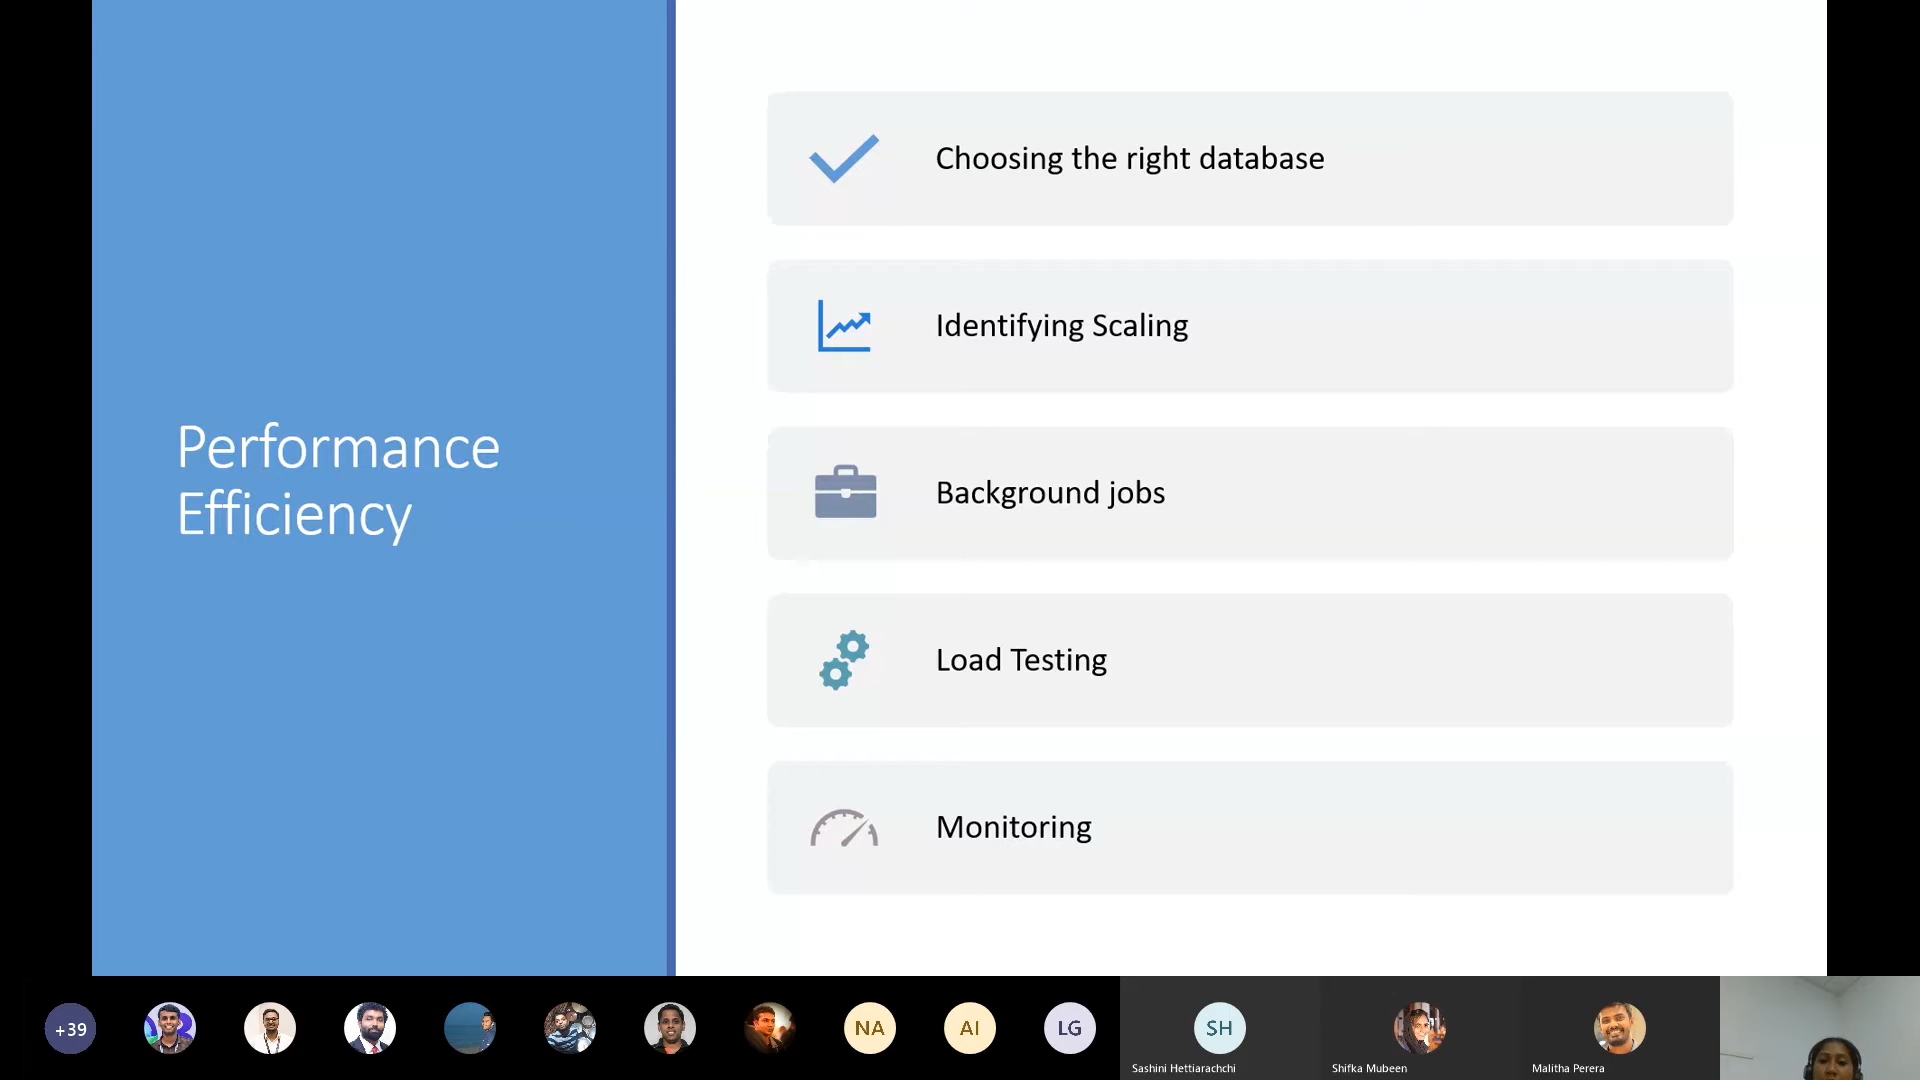 Performance
Efficiency
Choosing the right database
Identifying Scaling
Background jobs
Load Testing
Monitoring
+39
NA
AI
LG
SH
Sashini Hettiarachchi
Shifka Mubeen
Malitha Perera